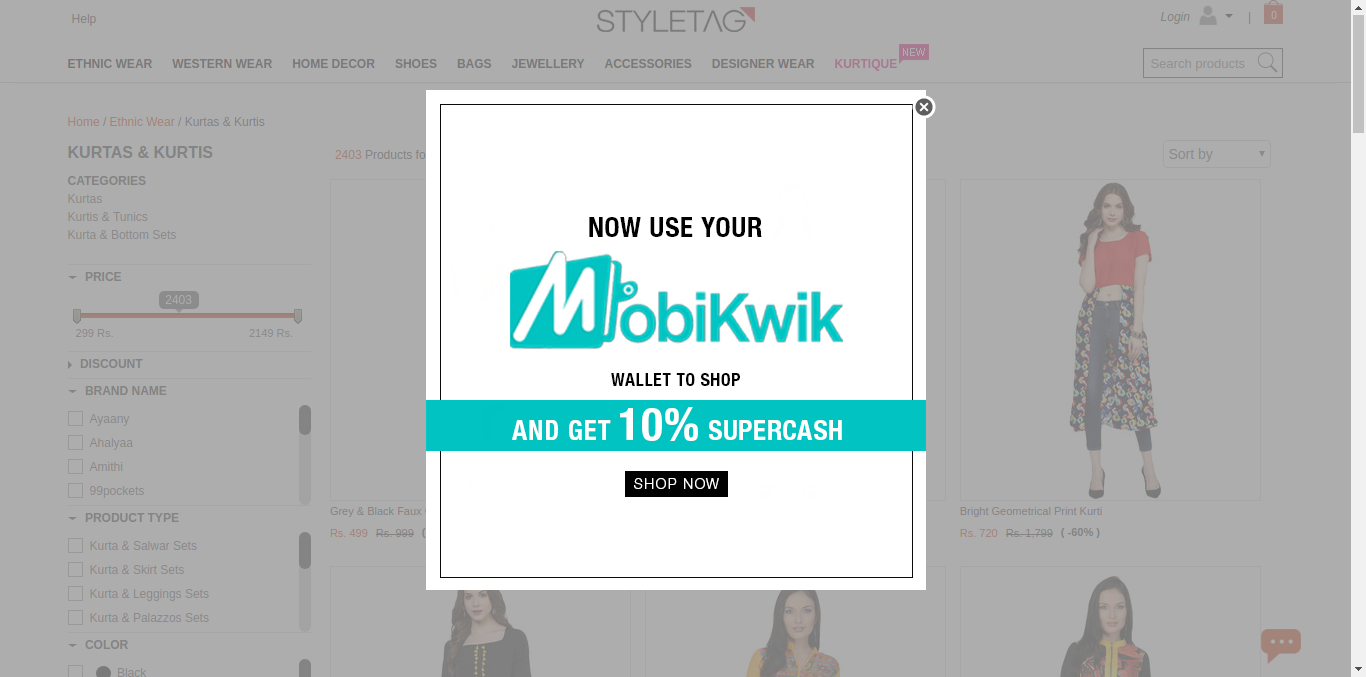 Help
STYLETAG
Login
|
0
ETHNIC WEAR WESTERN WEAR HOME DECOR SHOES BAGS JEWELLERY ACCESSORIES DESIGNER WEAR KURTIQUE NEW
Search products
Home / Ethnic Wear / Kurtas & Kurtis
KURTAS & KURTIS
2403 Products fo
Sort by
CATEGORIES
Kurtas
Kurtis & Tunics
Kurta & Bottom Sets
PRICE
2403
299 Rs. 2149 Rs.
DISCOUNT
BRAND NAME
Ayaany
Ahalyaa
Amithi
99pockets
PRODUCT TYPE
Kurta & Salwar Sets
Kurta & Skirt Sets
Kurta & Leggings Sets
Kurta & Palazzos Sets
COLOR
Black
NOW USE YOUR
MobiKwik
WALLET TO SHOP
AND GET 10% SUPERCASH
SHOP NOW
Grey & Black Faux
Rs. 499 Rs. 999 (
Bright Geometrical Print Kurti
Rs. 720 Rs. 1,799 ( -60% )